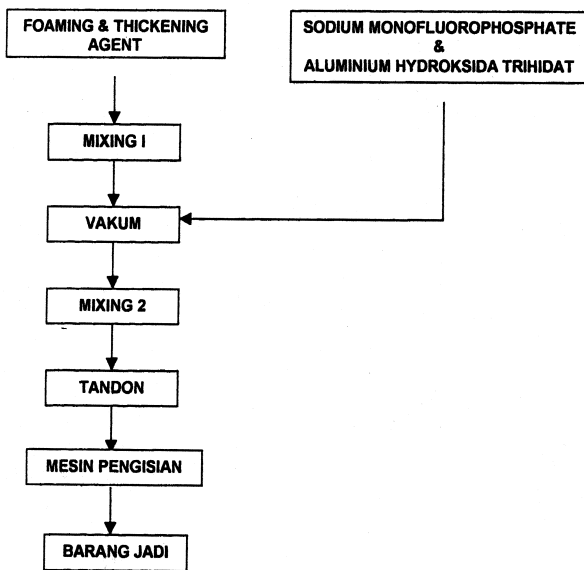 FOAMING & THICKENING
AGENT
SODIUM MONOFLUOROPHOSPHATE
&
ALUMINIUM HYDROKSIDA TRIHIDAT
MIXING I
VAKUM
MIXING 2
TANDON
MESIN PENGISIAN
BARANG JADI